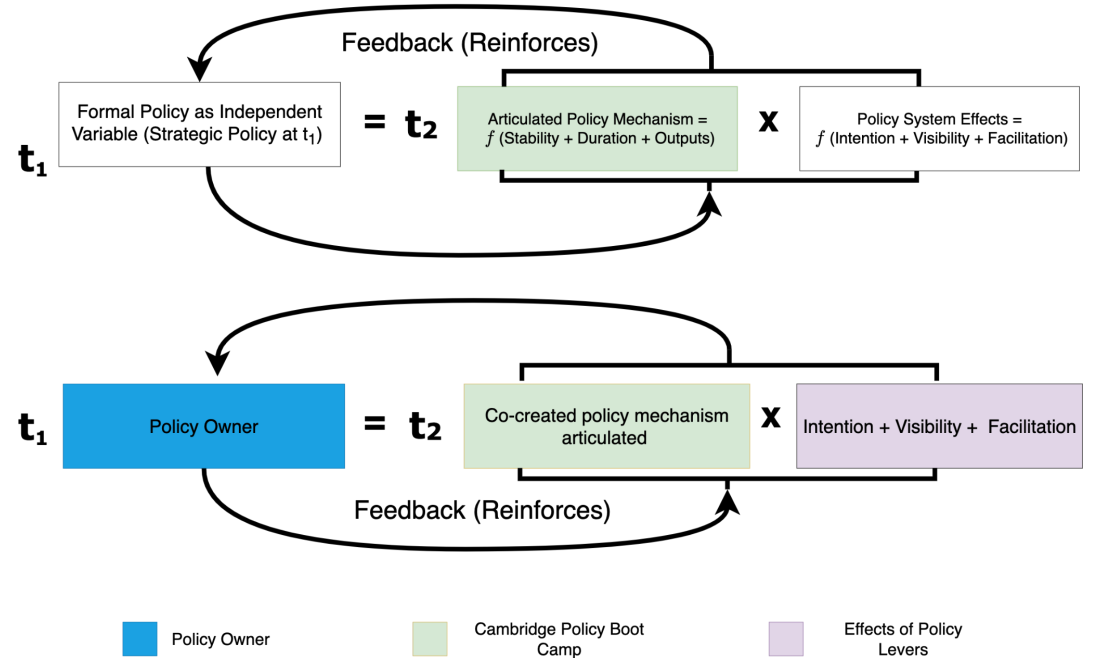 Feedback (Reinforces)
Formal Policy as Independent
Variable (Strategic Policy at t₁)
t₁
= t₂
Articulated Policy Mechanism =
f (Stability + Duration + Outputs)
x
Policy System Effects =
f (Intention + Visibility + Facilitation)
t₁
Policy Owner
= t₂
Co-created policy mechanism
articulated
x
Intention + Visibility + Facilitation
Feedback (Reinforces)
Policy Owner
Cambridge Policy Boot
Camp
Effects of Policy
Levers